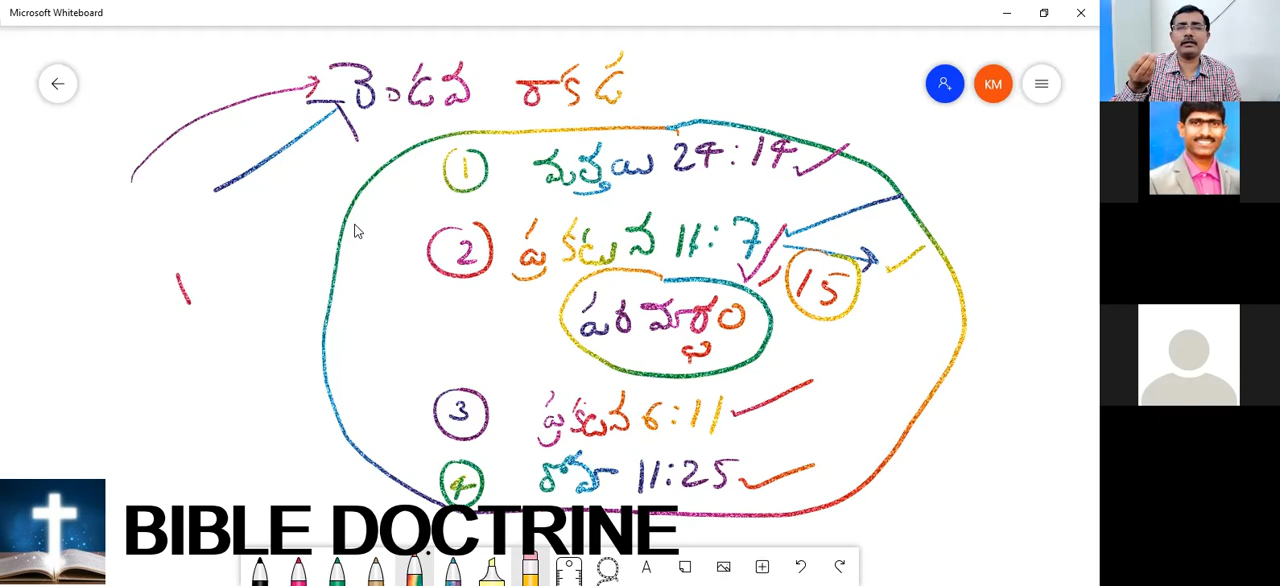 Microsoft Whiteboard
రెండవ రాకడ
KM
1 మత్తయి 24:14
2 ప్రకటన 11:7
15
3 ప్రకటన 6:11
4 రోమా 11:25
BIBLE DOCTRINE